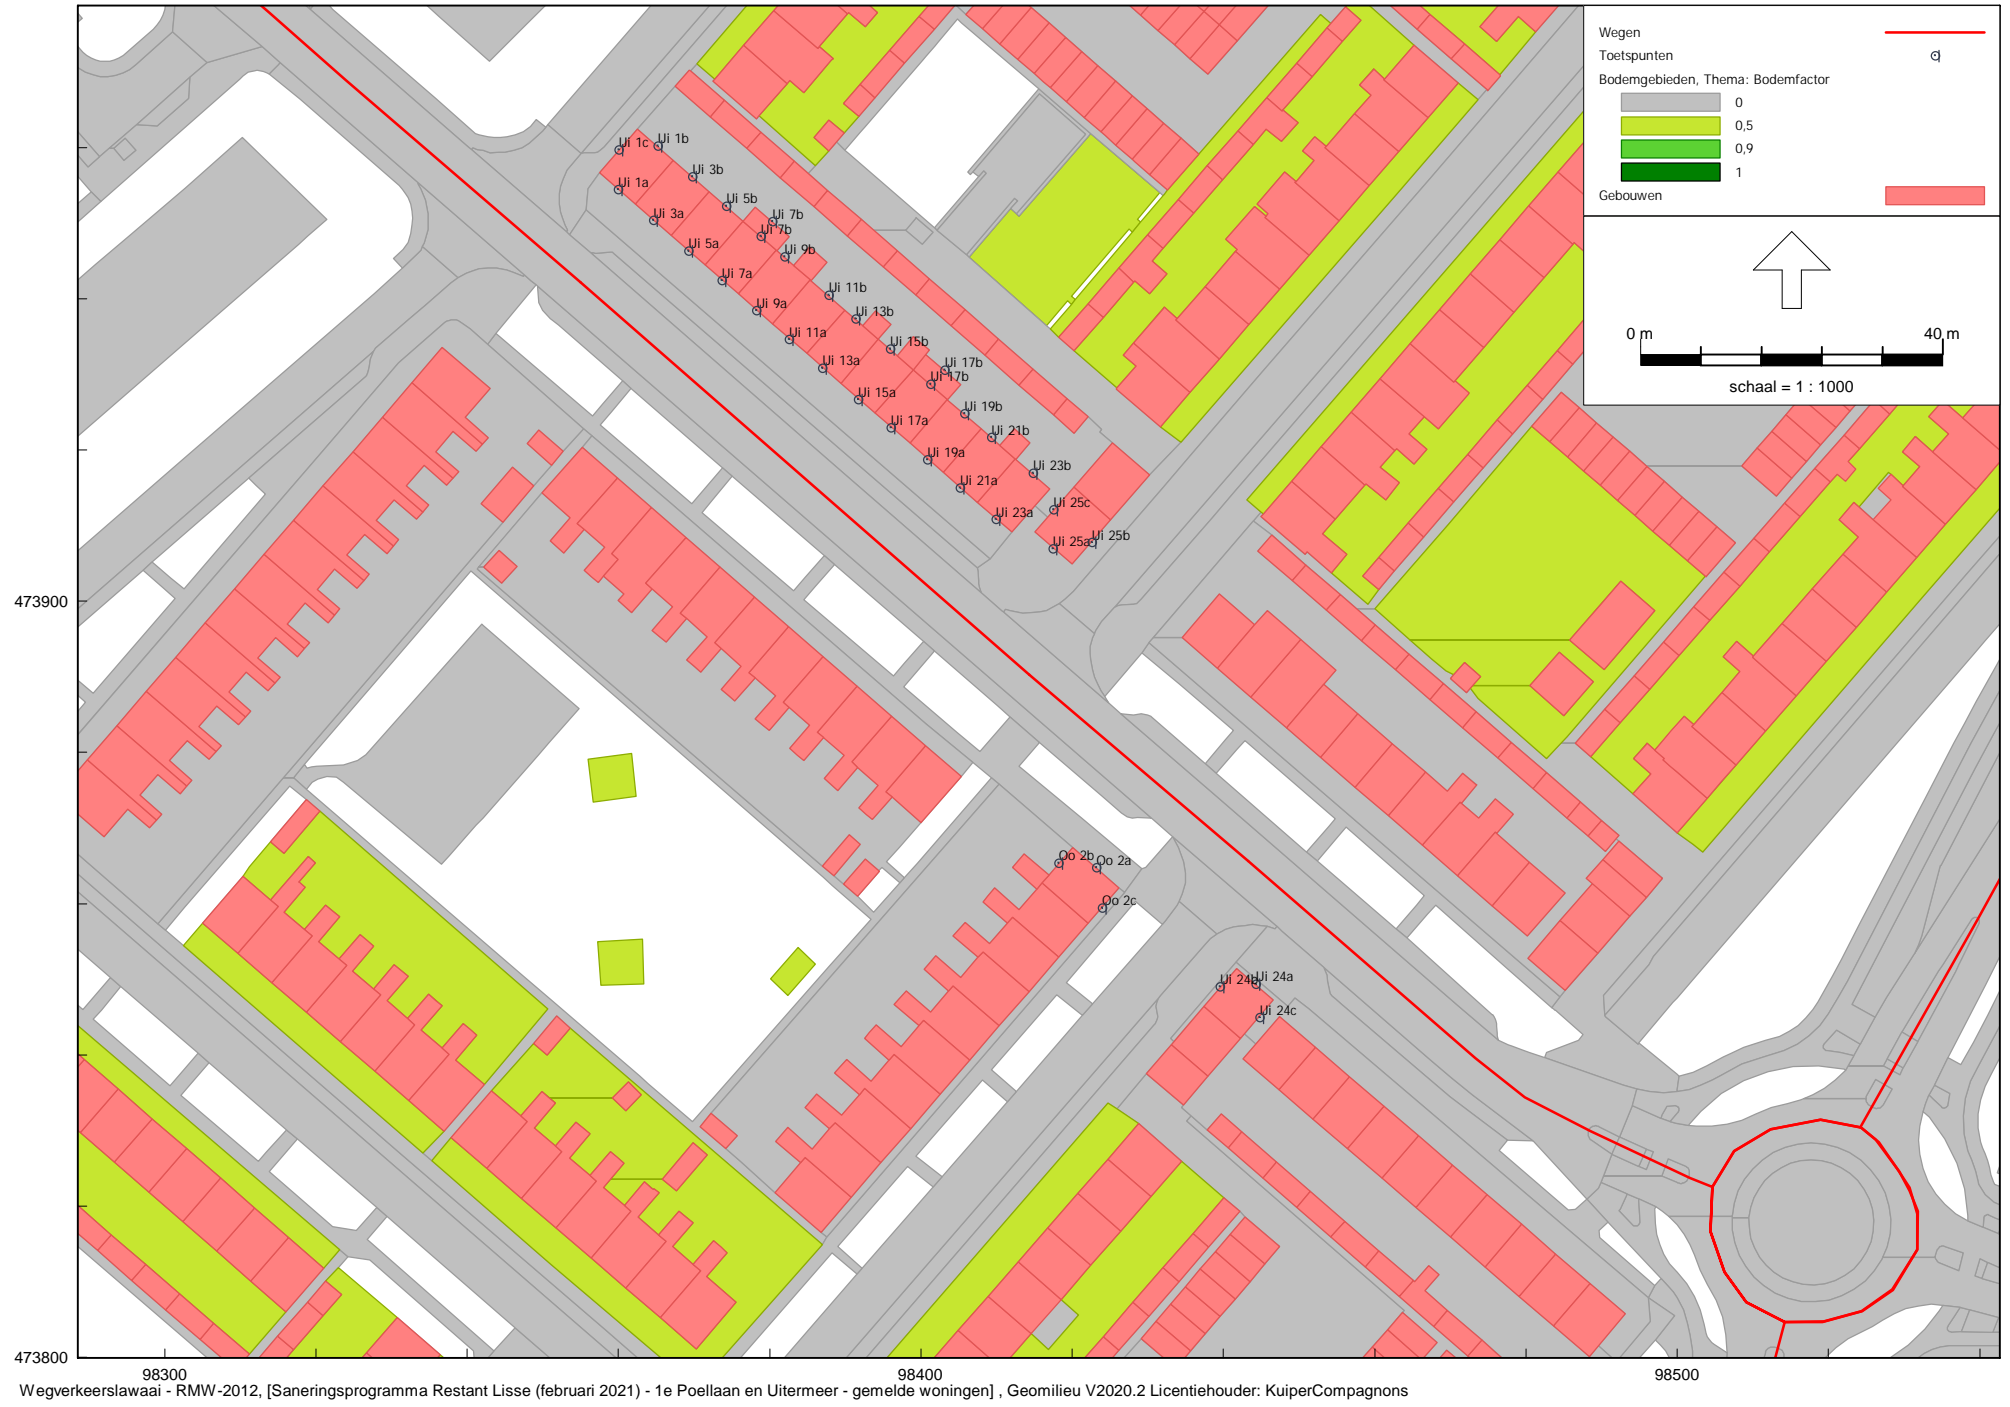 Wegen
Toetspunten
Bodemgebieden, Thema: Bodemfactor
0
0,5
0,9
1
Gebouwen
0 m 40 m
schaal = 1 : 1000
Ui 1c
Ui 1b
Ui 3b
Ui 1a
Ui 5b
Ui 3a
Ui 7b
Ui 7b
Ui 5a
Ui 9b
Ui 7a
Ui 11b
Ui 9a
Ui 13b
Ui 11a
Ui 15b
Ui 13a
Ui 17b
Ui 17b
Ui 15a
Ui 19b
Ui 17a
Ui 21b
Ui 19a
Ui 23b
Ui 21a
Ui 25c
Ui 23a
Ui 25a
Ui 25b
Oo 2b
Oo 2a
Oo 2c
Ui 24b
Ui 24a
Ui 24c
473900
473800
98300
98400
98500
Wegverkeerslawaai - RMW-2012, [Saneringsprogramma Restant Lisse (februari 2021) - 1e Poellaan en Uitermeer - gemelde woningen] , Geomilieu V2020.2 Licentiehouder: KuiperCompagnons